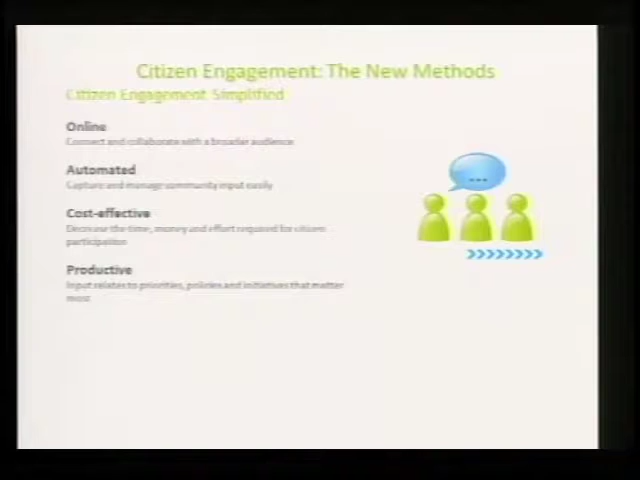 Citizen Engagement: The New Methods
Citizen Engagement Simplified
Online
Connect and collaborate with a broader audience
Automated
Capture and manage community input easily
Cost-effective
Decrease the time, money and effort required for citizen
participation
Productive
Input relates to priorities, policies and initiatives that matter
most
...